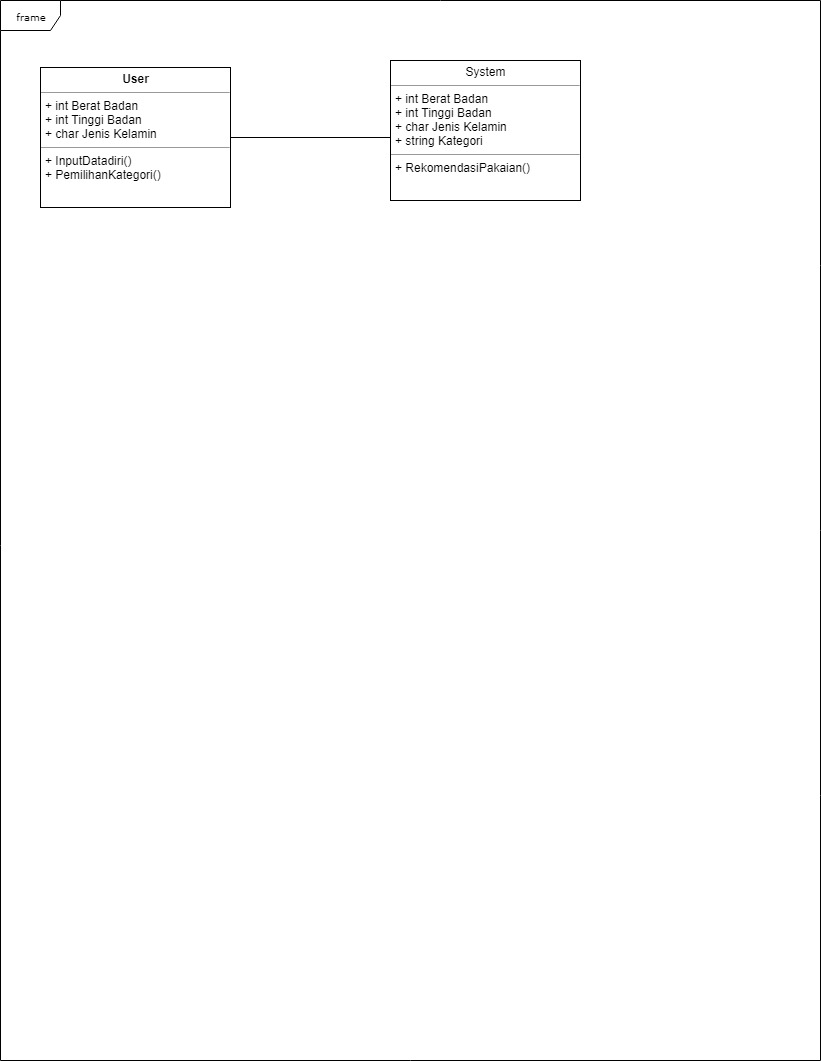 frame
User
+ int Berat Badan
+ int Tinggi Badan
+ char Jenis Kelamin
+ InputDatadiri()
+ PemilihanKategori()
System
+ int Berat Badan
+ int Tinggi Badan
+ char Jenis Kelamin
+ string Kategori
+ RekomendasiPakaian()